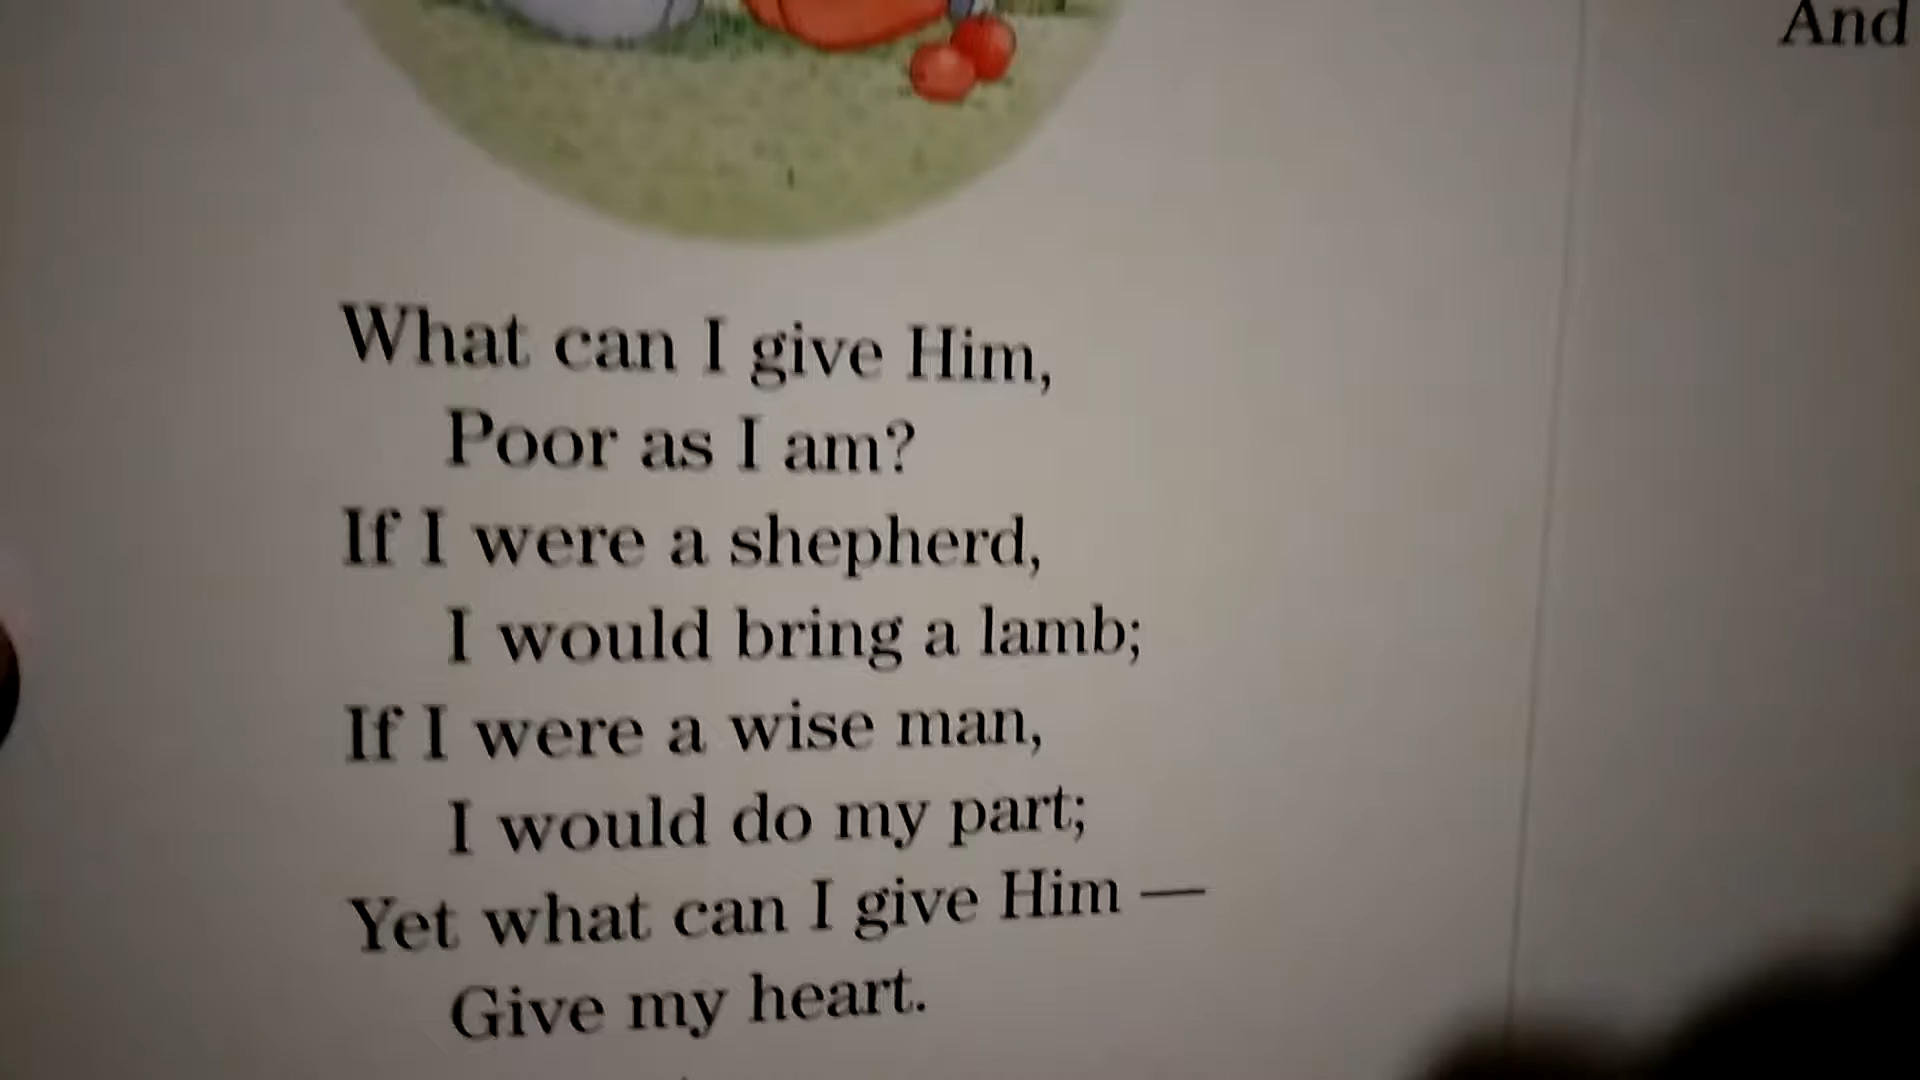 What can I give Him,
Poor as I am?
If I were a shepherd,
I would bring a lamb;
If I were a wise man,
I would do my part;
Yet what can I give Him —
Give my heart.
And